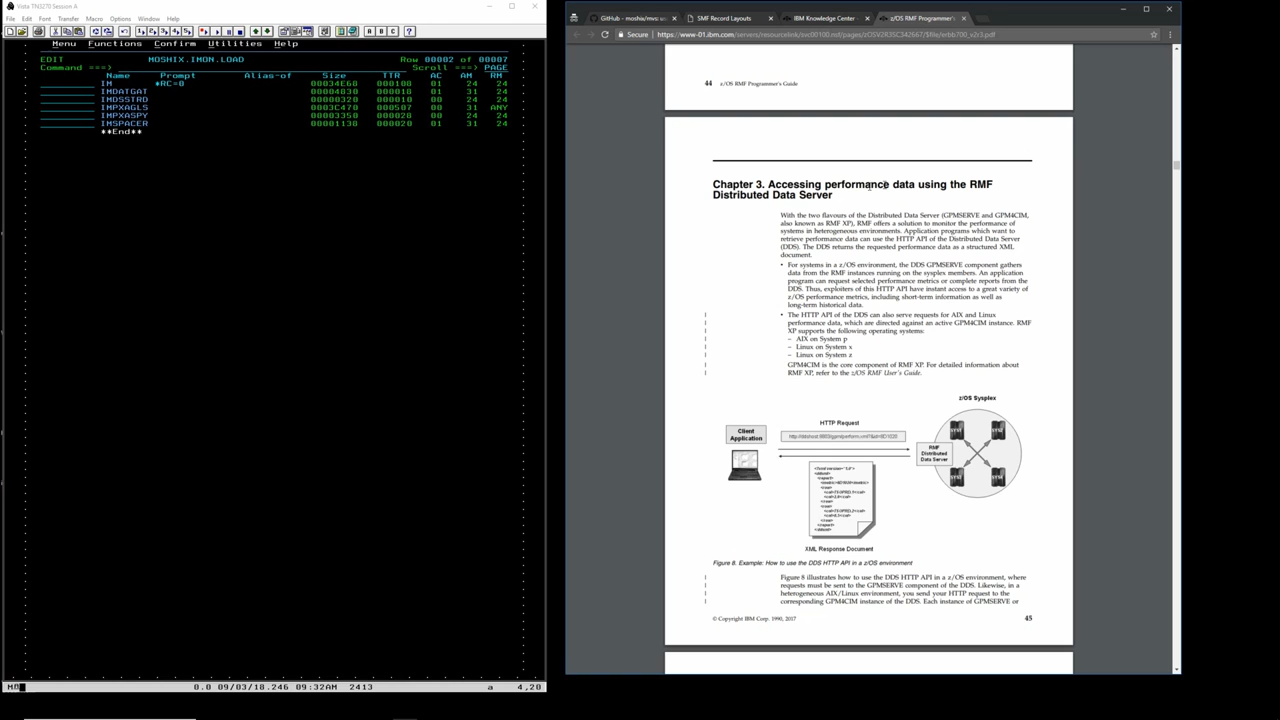 Vista TN3270 Session A
File Edit Font Transfer Macro Options Window Help
Menu Functions Confirm Utilities Help
EDIT MOSHIX.IMON.LOAD Row 00002 of 00007
Command ===> Scroll ===> PAGE
Name Prompt Alias-of Size TTR AC AM RM
IM *RC=0 00034E68 000108 01 24 24
IMDATGAT 00004830 000016 01 31 24
IMDSSTRD 00000320 000010 00 24 24
IMPXAGLS 0003C470 000507 00 31 ANY
IMPXASPY 00003350 000028 00 24 24
IMSPACER 00001138 000020 01 31 24
**End**
0.0 09/03/18.246 09:32AM 2413 a 4,20
GitHub - moshix/mvs: us
SMF Record Layouts
IBM Knowledge Center
z/OS RMF Programmer's
Secure https://www-01.ibm.com/servers/resourcelink/svc00100.nsf/pages/zOSV2R3SC342667/$file/erbb700_v2r3.pdf
44 z/OS RMF Programmer's Guide
Chapter 3. Accessing performance data using the RMF
Distributed Data Server
With the two flavours of the Distributed Data Server (GPMSERVE and GPM4CIM,
also known as RMF XP), RMF offers a solution to monitor the performance of
systems in heterogeneous environments. Application programs which want to
retrieve performance data can use the HTTP API of the Distributed Data Server
(DDS). The DDS returns the requested performance data as a structured XML
document.
• For systems in a z/OS environment, the DDS GPMSERVE component gathers
data from the RMF instances running on the sysplex members. An application
program can request selected performance metrics or complete reports from the
DDS. Thus, exploiters of this HTTP API have instant access to a great variety of
z/OS performance metrics, including short-term information as well as
long-term historical data.
• The HTTP API of the DDS can also serve requests for AIX and Linux
performance data, which are directed against an active GPM4CIM instance. RMF
XP supports the following operating systems:
– AIX on System p
– Linux on System x
– Linux on System z
GPM4CIM is the core component of RMF XP. For detailed information about
RMF XP, refer to the z/OS RMF User's Guide.
z/OS Sysplex
HTTP Request
Client
Application
RMF
Distributed
Data Server
XML Response Document
Figure 8. Example: How to use the DDS HTTP API in a z/OS environment
Figure 8 illustrates how to use the DDS HTTP API in a z/OS environment, where
requests must be sent to the GPMSERVE component of the DDS. Likewise, in a
heterogeneous AIX/Linux environment, you send your HTTP request to the
corresponding GPM4CIM instance of the DDS. Each instance of GPMSERVE or
© Copyright IBM Corp. 1990, 2017 45